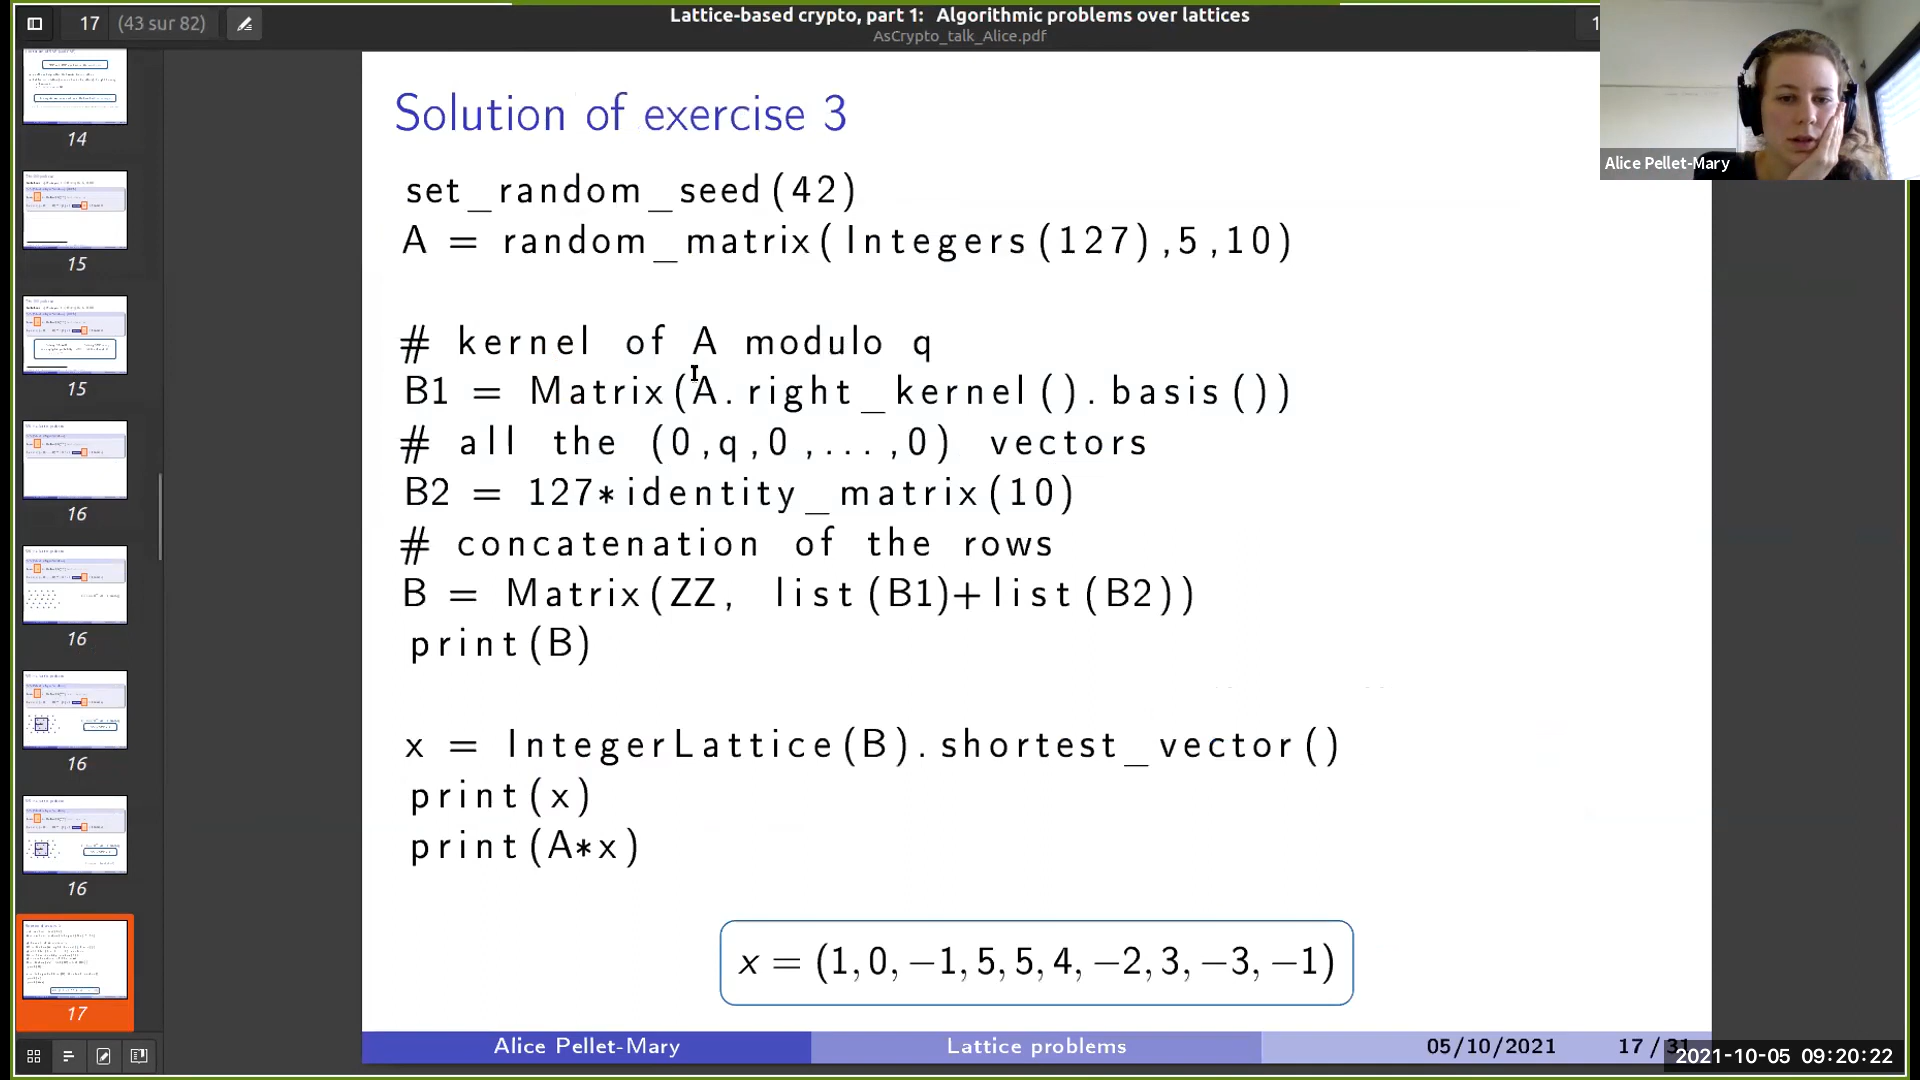 17 (43 sur 82)
Lattice-based crypto, part 1: Algorithmic problems over lattices
AsCrypto_talk_Alice.pdf
Alice Pellet-Mary
14
15
15
16
16
16
16
17
Solution of exercise 3
set_random_seed(42)
A = random_matrix(Integers(127),5,10)
# kernel of A modulo q
B1 = Matrix(A.right_kernel().basis())
# all the (0,q,0,...,0) vectors
B2 = 127*identity_matrix(10)
# concatenation of the rows
B = Matrix(ZZ, list(B1)+list(B2))
print(B)
x = IntegerLattice(B).shortest_vector()
print(x)
print(A*x)
x = (1, 0, −1, 5, 5, 4, −2, 3, −3, −1)
Alice Pellet-Mary Lattice problems 05/10/2021 17 / 31
2021-10-05 09:20:22